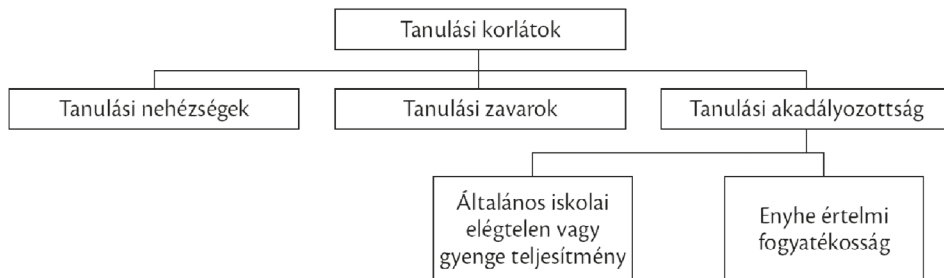 Tanulási korlátok
Tanulási nehézségek
Tanulási zavarok
Tanulási akadályozottság
Általános iskolai
elégtelen vagy
gyenge teljesítmény
Enyhe értelmi
fogyatékosság